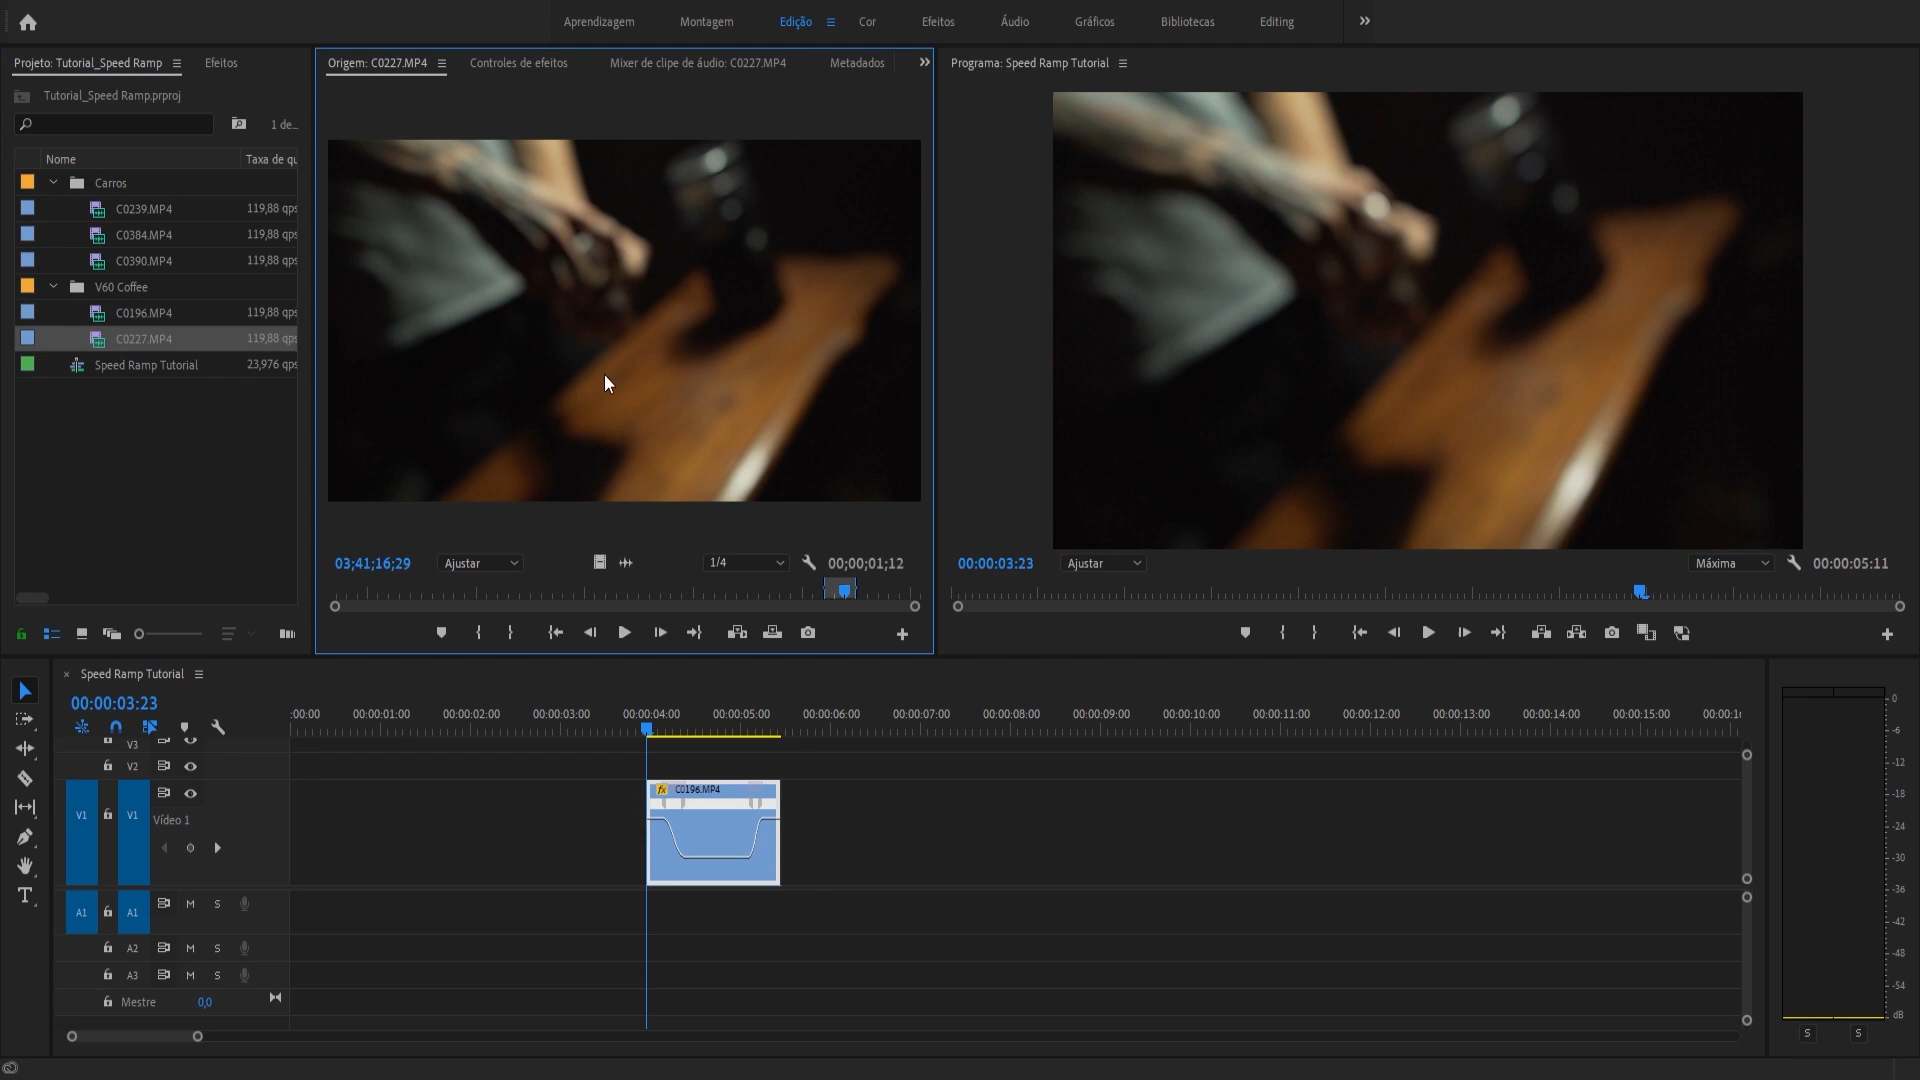 Aprendizagem Montagem Edição Cor Efeitos Áudio Gráficos Bibliotecas Editing
Projeto: Tutorial_Speed Ramp Efeitos
Origem: C0227.MP4 Controles de efeitos Mixer de clipe de áudio: C0227.MP4 Metadados
Programa: Speed Ramp Tutorial
Tutorial_Speed Ramp.prproj
1 de...
Nome Taxa de qu
Carros
C0239.MP4 119,88 qps
C0384.MP4 119,88 qps
C0390.MP4 119,88 qps
V60 Coffee
C0196.MP4 119,88 qps
C0227.MP4 119,88 qps
Speed Ramp Tutorial 23,976 qps
03;41;16;29 Ajustar 1/4 00;00;01;12
00:00:03:23 Ajustar Máxima 00:00:05:11
Speed Ramp Tutorial
00:00:03:23
:00:00 00:00:01:00 00:00:02:00 00:00:03:00 00:00:04:00 00:00:05:00 00:00:06:00 00:00:07:00 00:00:08:00 00:00:09:00 00:00:10:00 00:00:11:00 00:00:12:00 00:00:13:00 00:00:14:00 00:00:15:00 00:00:16
V3
V2
fx C0196.MP4
V1 V1
Vídeo 1
A1 A1 M S
A2 M S
A3 M S
Mestre 0,0
0
-6
-12
-18
-24
-30
-36
-42
-48
-54
dB
S S